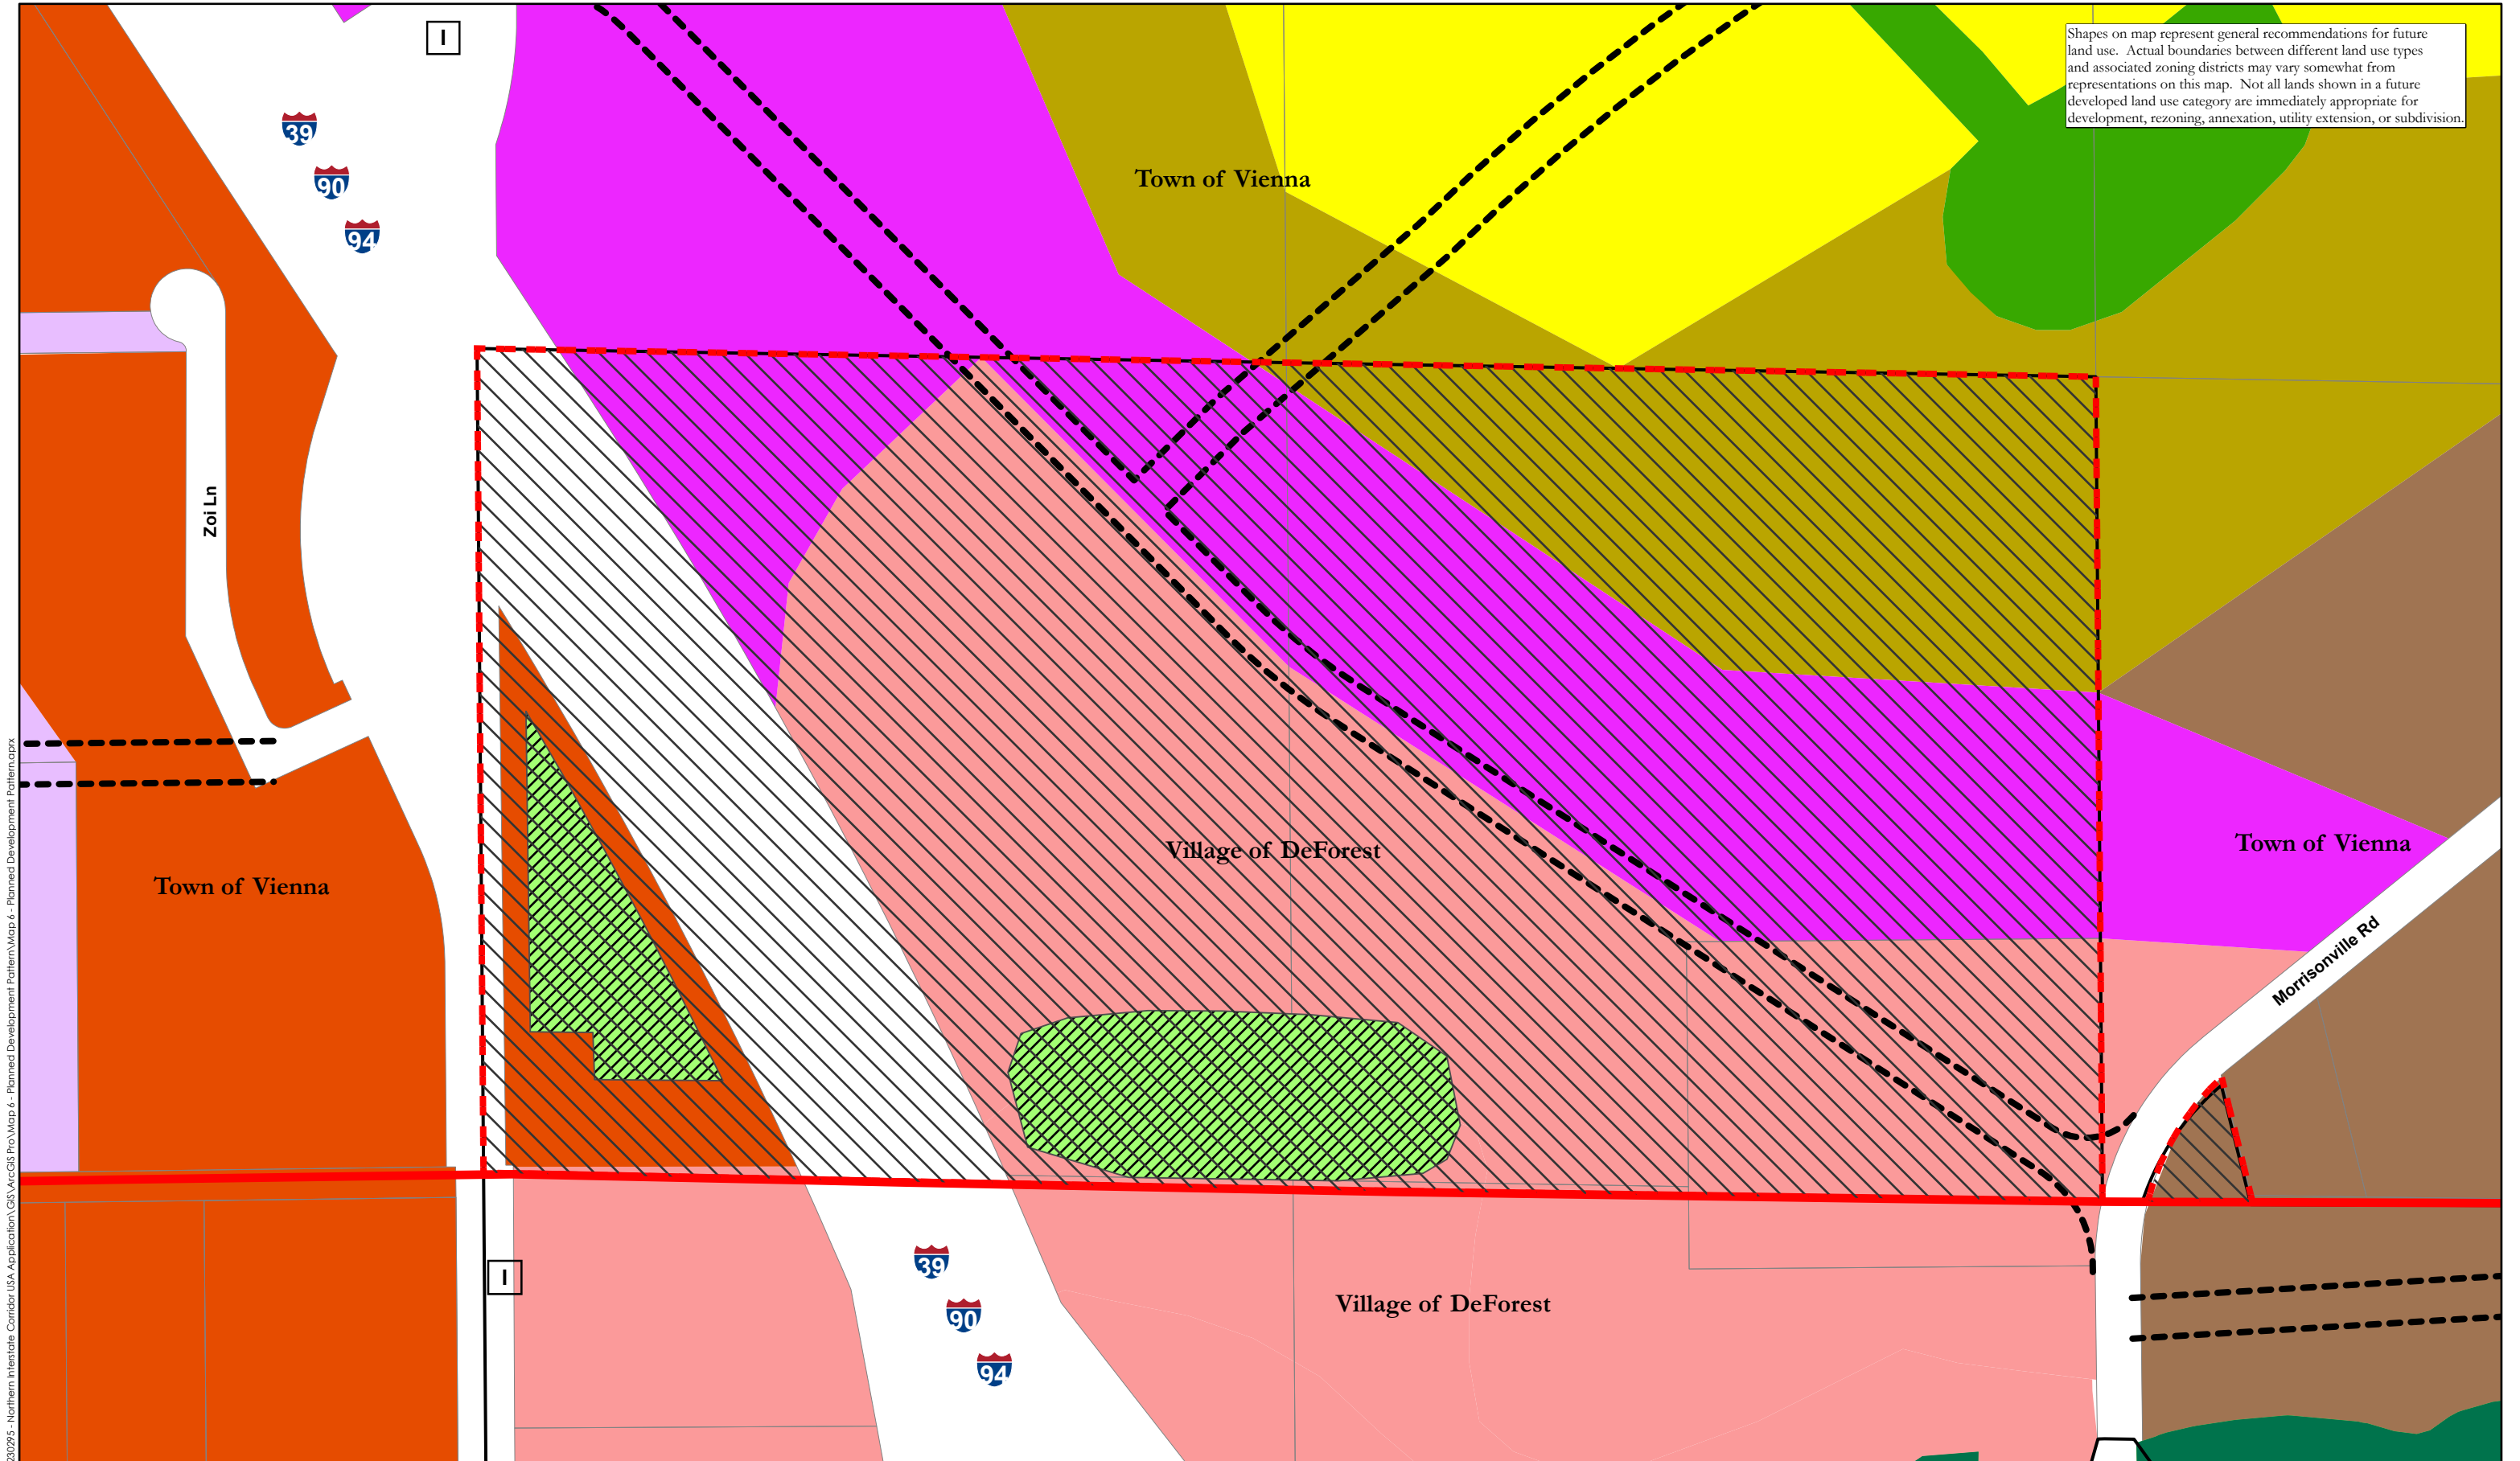 I
Shapes on map represent general recommendations for future
land use. Actual boundaries between different land use types
and associated zoning districts may vary somewhat from
representations on this map. Not all lands shown in a future
developed land use category are immediately appropriate for
development, rezoning, annexation, utility extension, or subdivision.
39
90
94
Town of Vienna
Zoi Ln
Village of DeForest
Town of Vienna
Town of Vienna
Morrisonville Rd
I
39
90
94
Village of DeForest
230295 - Northern Interstate Corridor USA Application\GIS\ArcGIS Pro\Map 6 - Planned Development Pattern\Map 6 - Planned Development Pattern.aprx